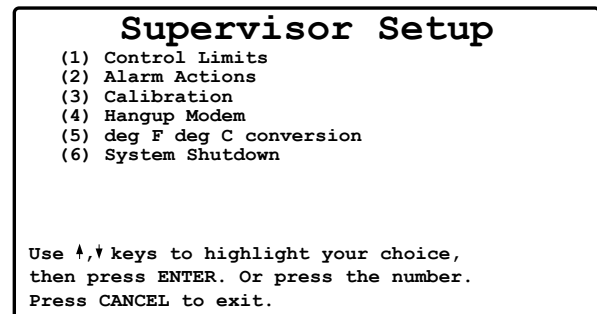 Supervisor Setup
(1) Control Limits
(2) Alarm Actions
(3) Calibration
(4) Hangup Modem
(5) deg F deg C conversion
(6) System Shutdown
Use ↑,↓ keys to highlight your choice,
then press ENTER. Or press the number.
Press CANCEL to exit.